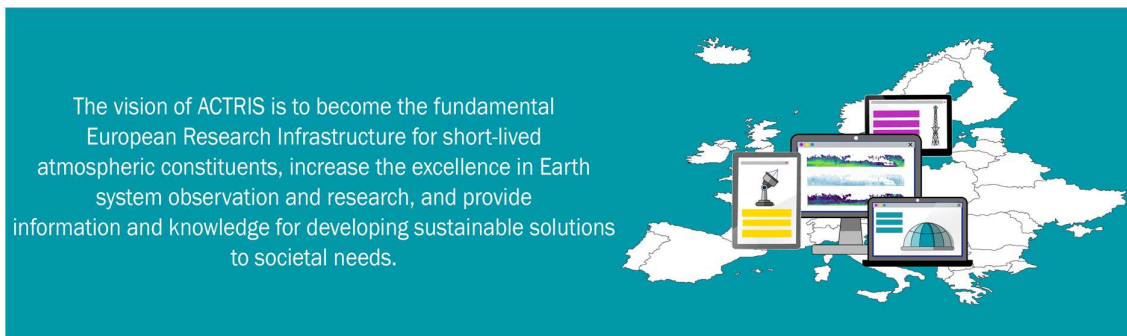 The vision of ACTRIS is to become the fundamental
European Research Infrastructure for short-lived
atmospheric constituents, increase the excellence in Earth
system observation and research, and provide
information and knowledge for developing sustainable solutions
to societal needs.